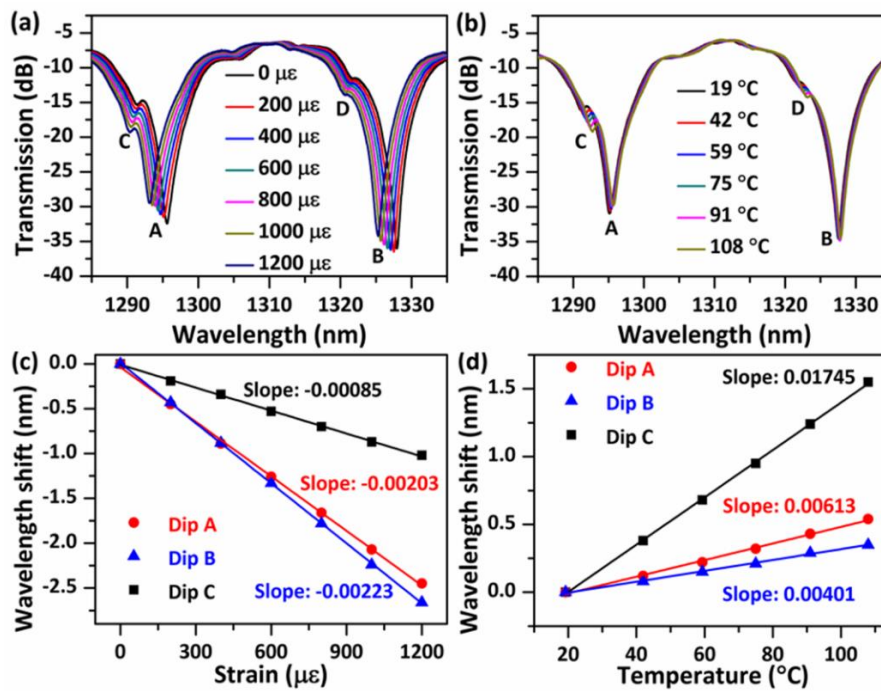 (a)
-5
-10
-15
-20
-25
-30
-35
-40
Transmission (dB)
C
A
D
B
0 με
200 με
400 με
600 με
800 με
1000 με
1200 με
1290 1300 1310 1320 1330
Wavelength (nm)
(b)
-5
-10
-15
-20
-25
-30
-35
-40
Transmission (dB)
C
A
D
B
19 °C
42 °C
59 °C
75 °C
91 °C
108 °C
1290 1300 1310 1320 1330
Wavelength (nm)
(c)
0.0
-0.5
-1.0
-1.5
-2.0
-2.5
Wavelength shift (nm)
Slope: -0.00085
Slope: -0.00203
Slope: -0.00223
Dip A
Dip B
Dip C
0 300 600 900 1200
Strain (με)
(d)
1.5
1.0
0.5
0.0
Wavelength shift (nm)
Dip A
Dip B
Dip C
Slope: 0.01745
Slope: 0.00613
Slope: 0.00401
20 40 60 80 100
Temperature (°C)